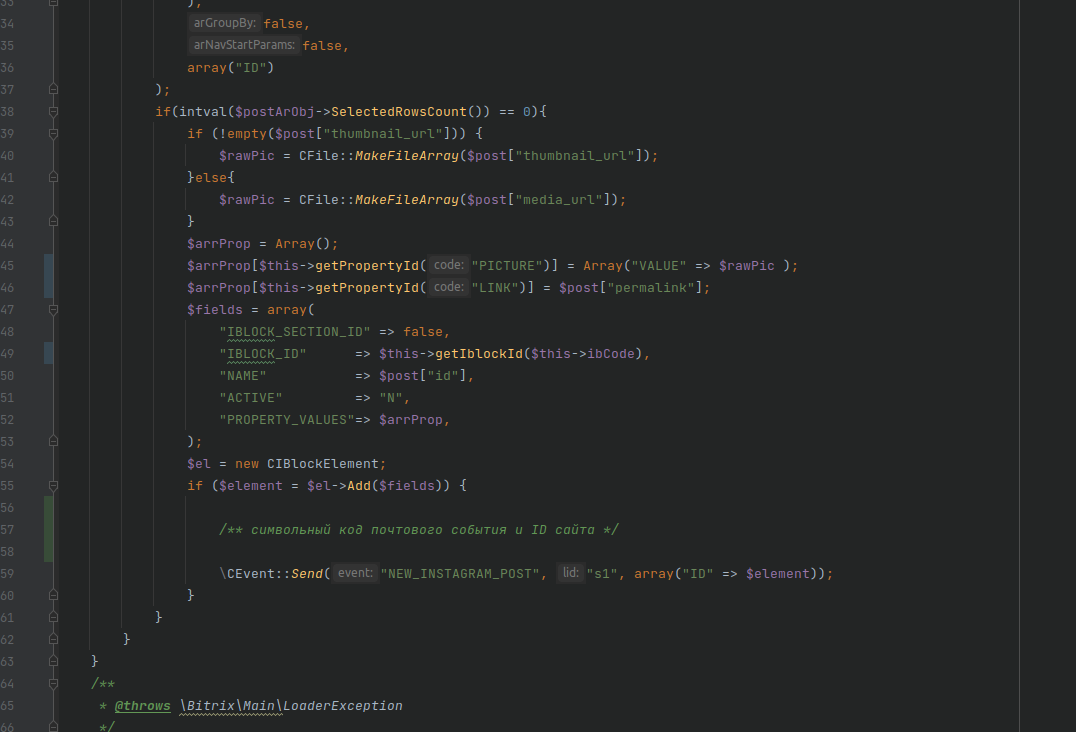 33 ),
34 arGroupBy: false,
35 arNavStartParams: false,
36 array("ID")
37 );
38 if(intval($postArObj->SelectedRowsCount()) == 0){
39 if (!empty($post["thumbnail_url"])) {
40 $rawPic = CFile::MakeFileArray($post["thumbnail_url"]);
41 }else{
42 $rawPic = CFile::MakeFileArray($post["media_url"]);
43 }
44 $arrProp = Array();
45 $arrProp[$this->getPropertyId( code: "PICTURE")] = Array("VALUE" => $rawPic );
46 $arrProp[$this->getPropertyId( code: "LINK")] = $post["permalink"];
47 $fields = array(
48 "IBLOCK_SECTION_ID" => false,
49 "IBLOCK_ID" => $this->getIblockId($this->ibCode),
50 "NAME" => $post["id"],
51 "ACTIVE" => "N",
52 "PROPERTY_VALUES"=> $arrProp,
53 );
54 $el = new CIBlockElement;
55 if ($element = $el->Add($fields)) {
56
57 /** символьный код почтового события и ID сайта */
58
59 \CEvent::Send( event: "NEW_INSTAGRAM_POST", lid: "s1", array("ID" => $element));
60 }
61 }
62 }
63 }
64 /**
65 * @throws \Bitrix\Main\LoaderException
66 */